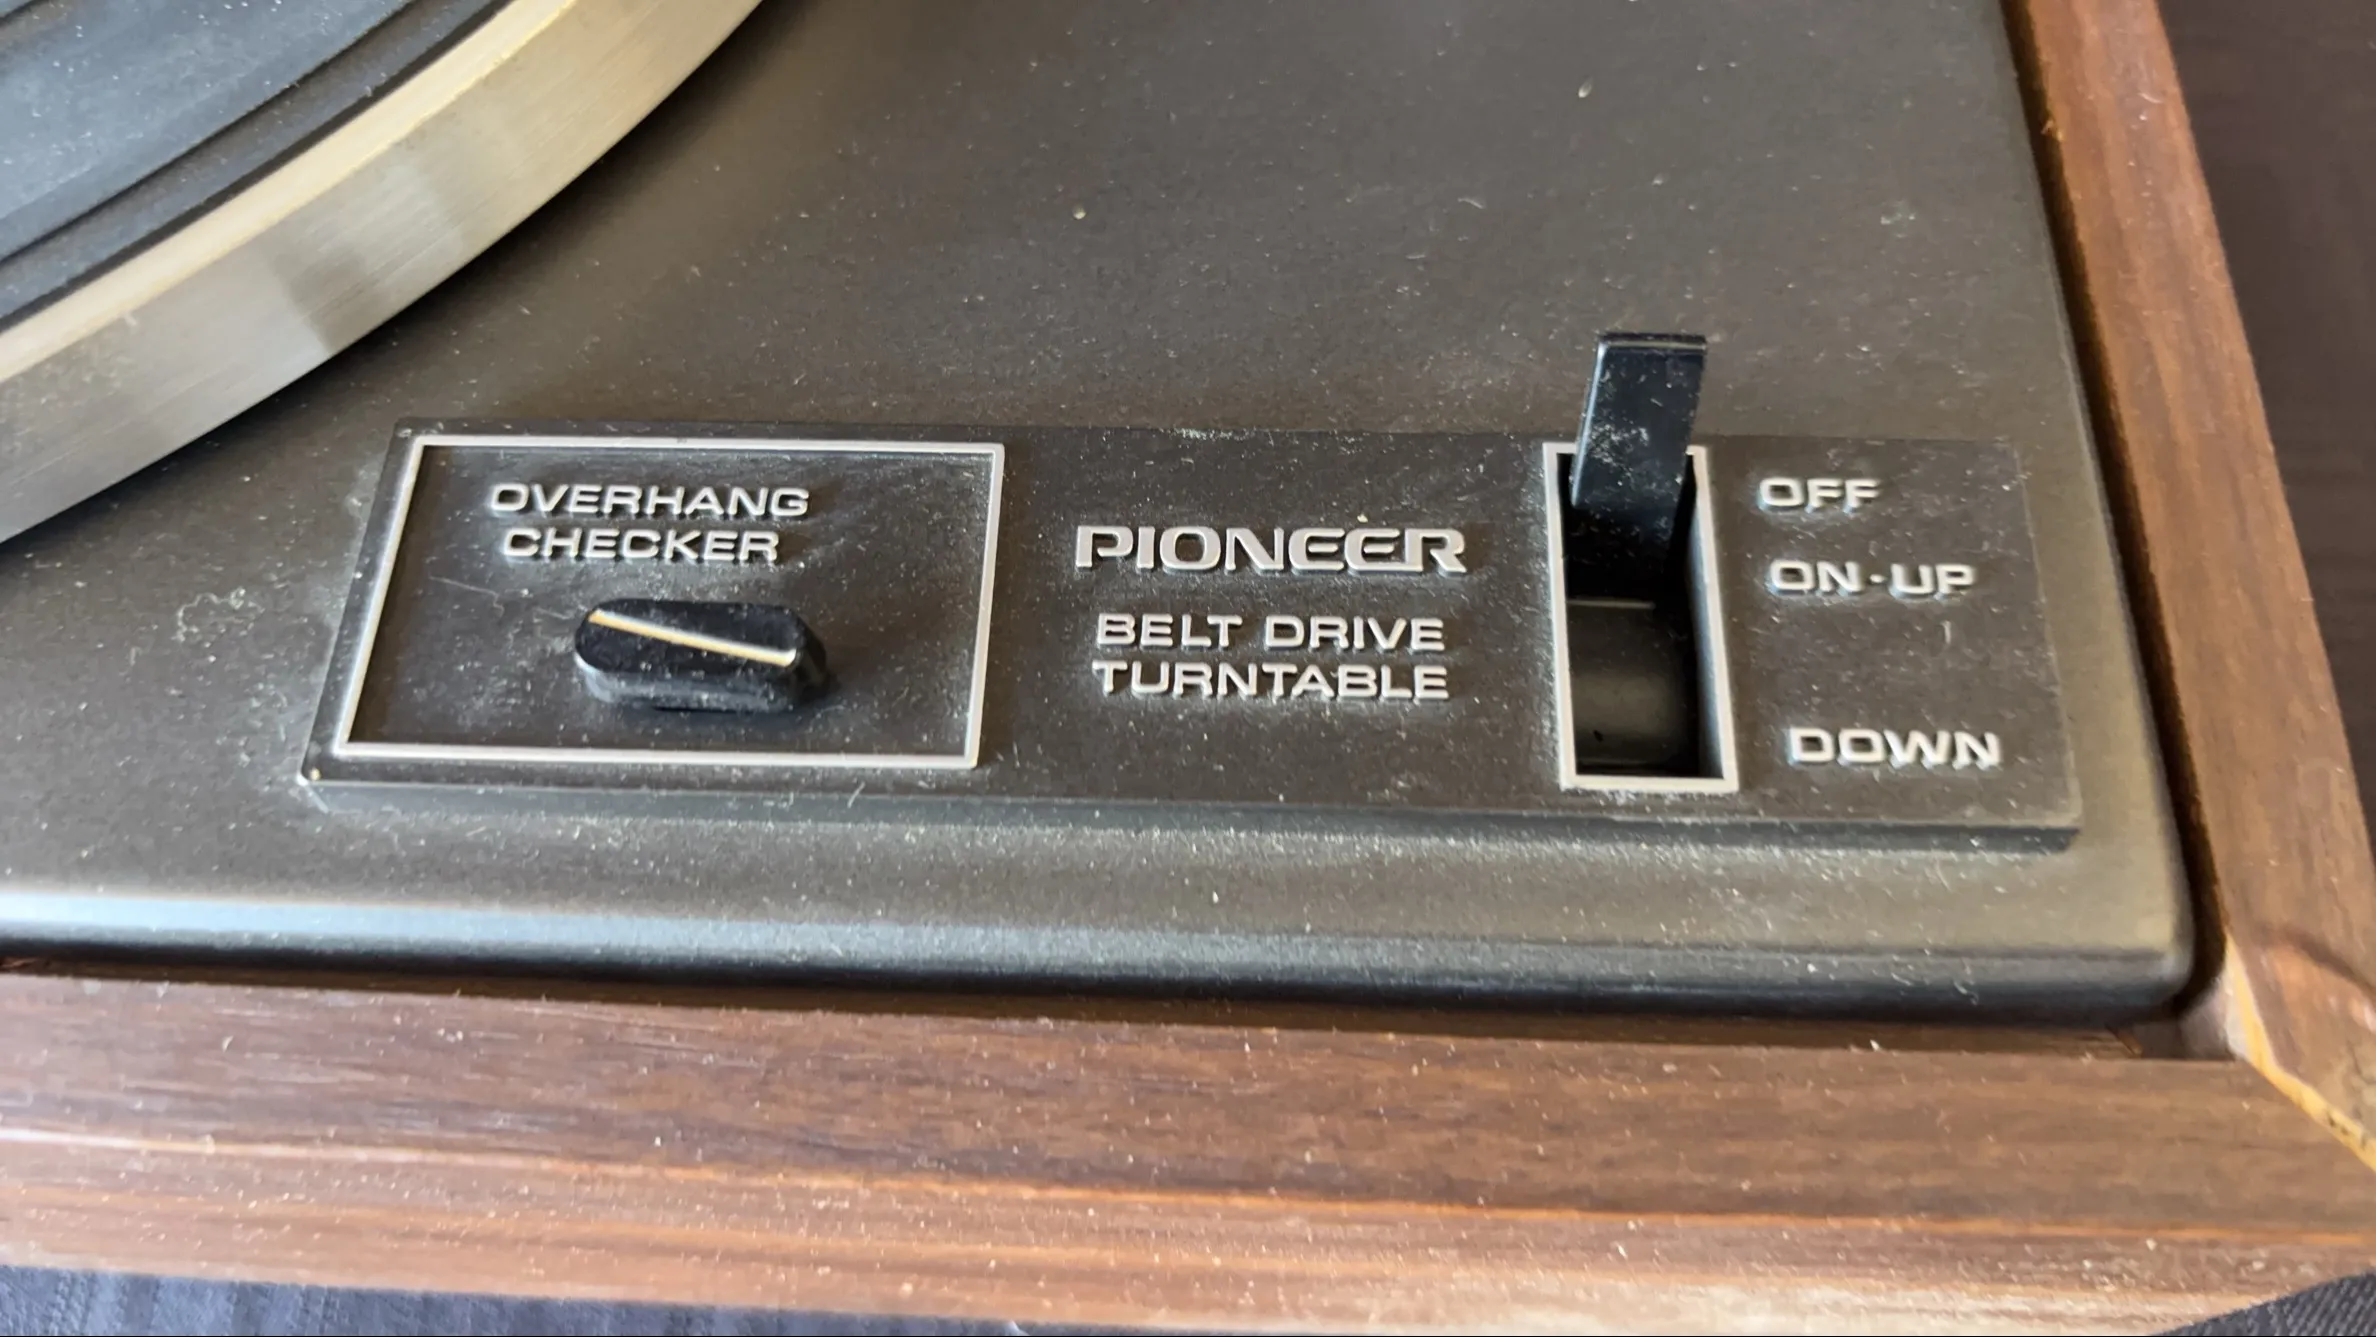 OVERHANG
CHECKER
PIONEER
BELT DRIVE
TURNTABLE
OFF
ON·UP
DOWN